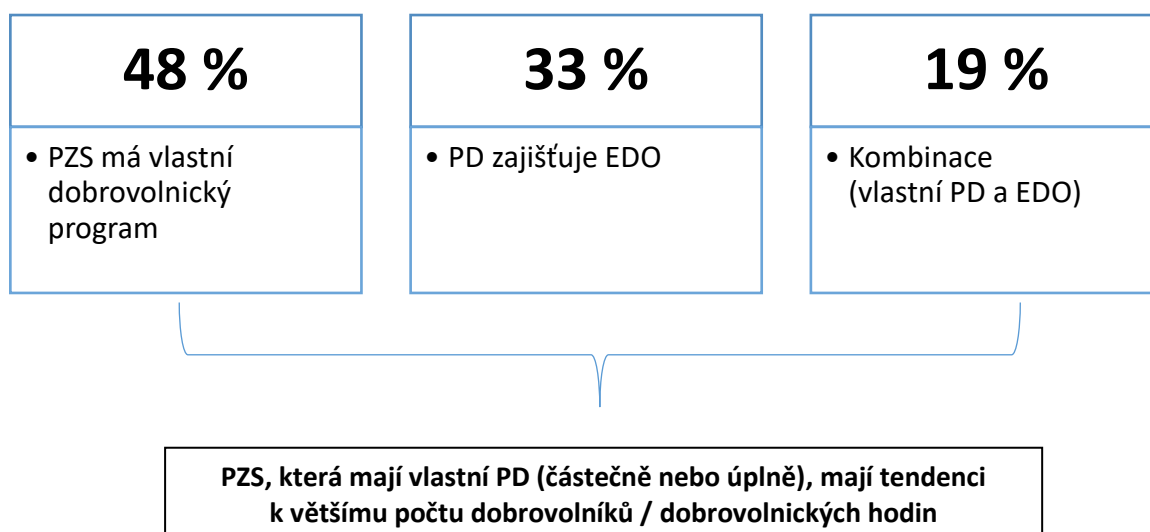 48 %
• PZS má vlastní
dobrovolnický
program
33 %
• PD zajišťuje EDO
19 %
• Kombinace
(vlastní PD a EDO)
PZS, která mají vlastní PD (částečně nebo úplně), mají tendenci
k většímu počtu dobrovolníků / dobrovolnických hodin